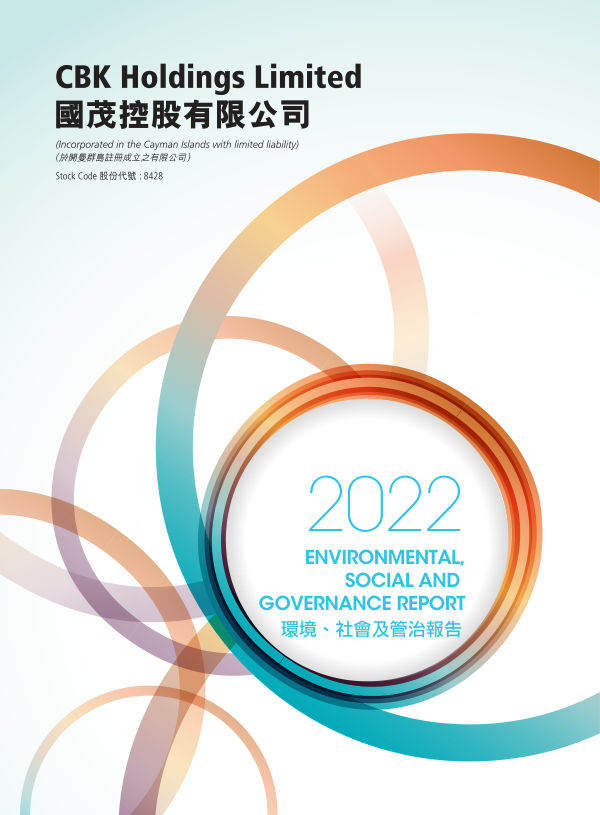 CBK Holdings Limited
國茂控股有限公司
(Incorporated in the Cayman Islands with limited liability)
（於開曼群島註冊成立之有限公司）
Stock Code 股份代號 : 8428
2022
ENVIRONMENTAL,
SOCIAL AND
GOVERNANCE REPORT
環境、社會及管治報告